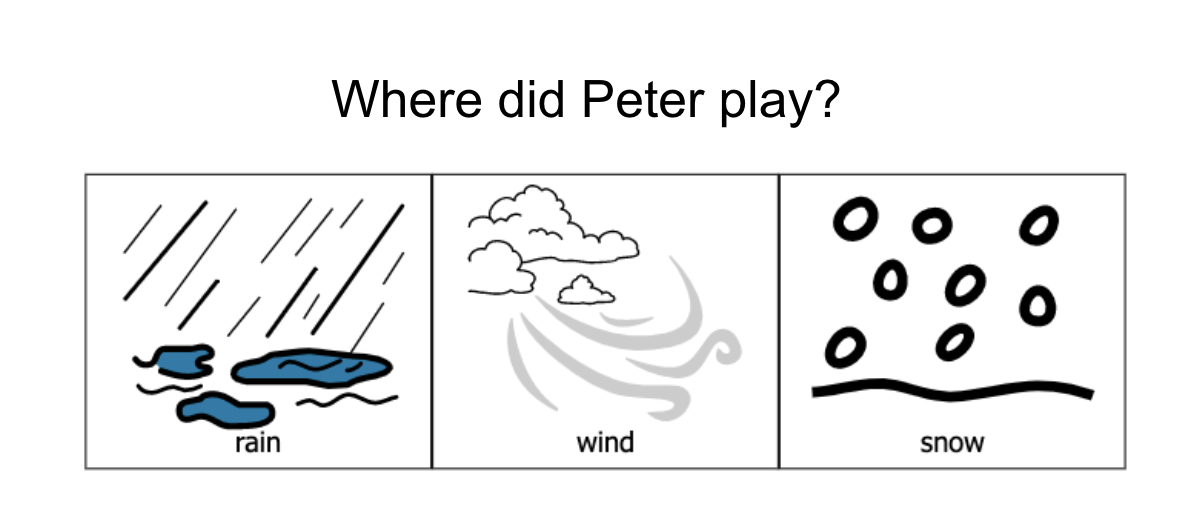 Where did Peter play?
rain
wind
snow